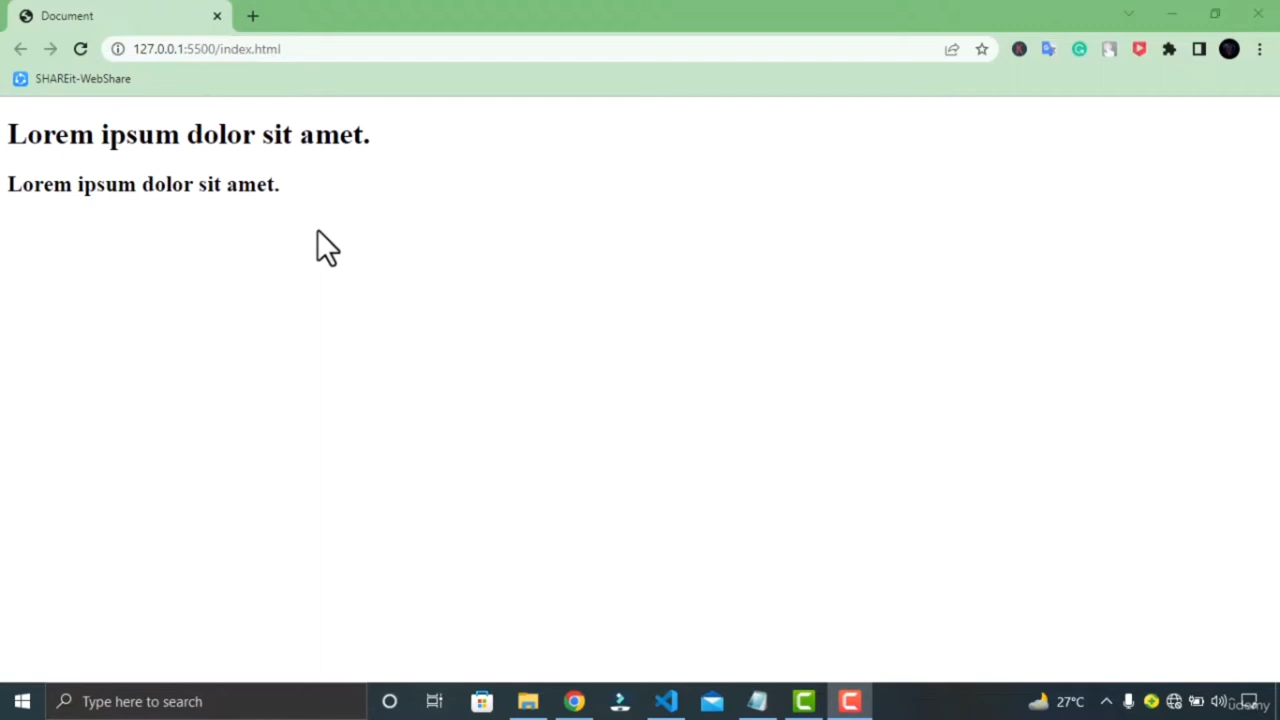 Document
127.0.0.1:5500/index.html
SHAREit-WebShare
Lorem ipsum dolor sit amet.
Lorem ipsum dolor sit amet.
Type here to search
27°C
ûdemy